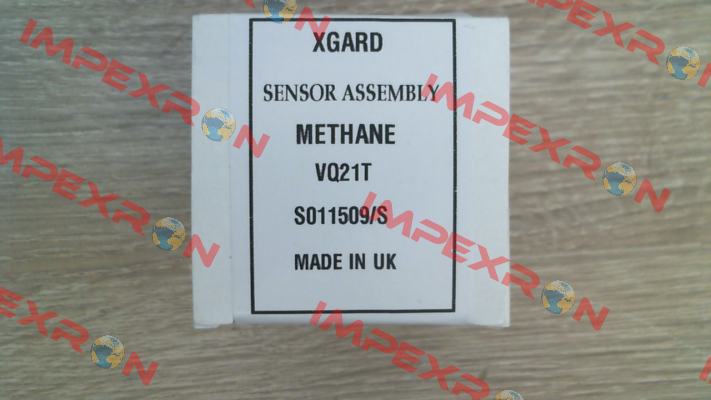 XGARD
SENSOR ASSEMBLY
METHANE
VQ21T
S011509/S
MADE IN UK
IMPEXRON
IMPEXRON
IMPEXRON
IMPEXRON
IMPEXRON
IMPEXRON
IMPEXRON